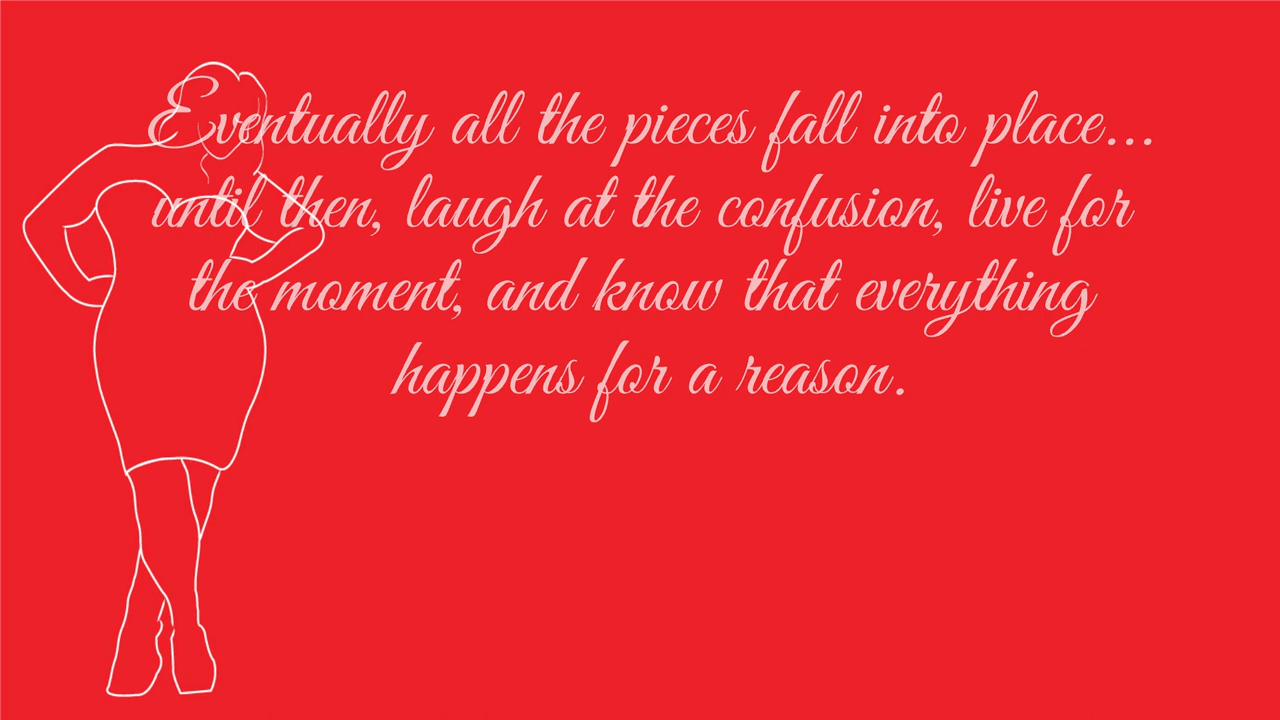 Eventually all the pieces fall into place...
until then, laugh at the confusion, live for
the moment, and know that everything
happens for a reason.